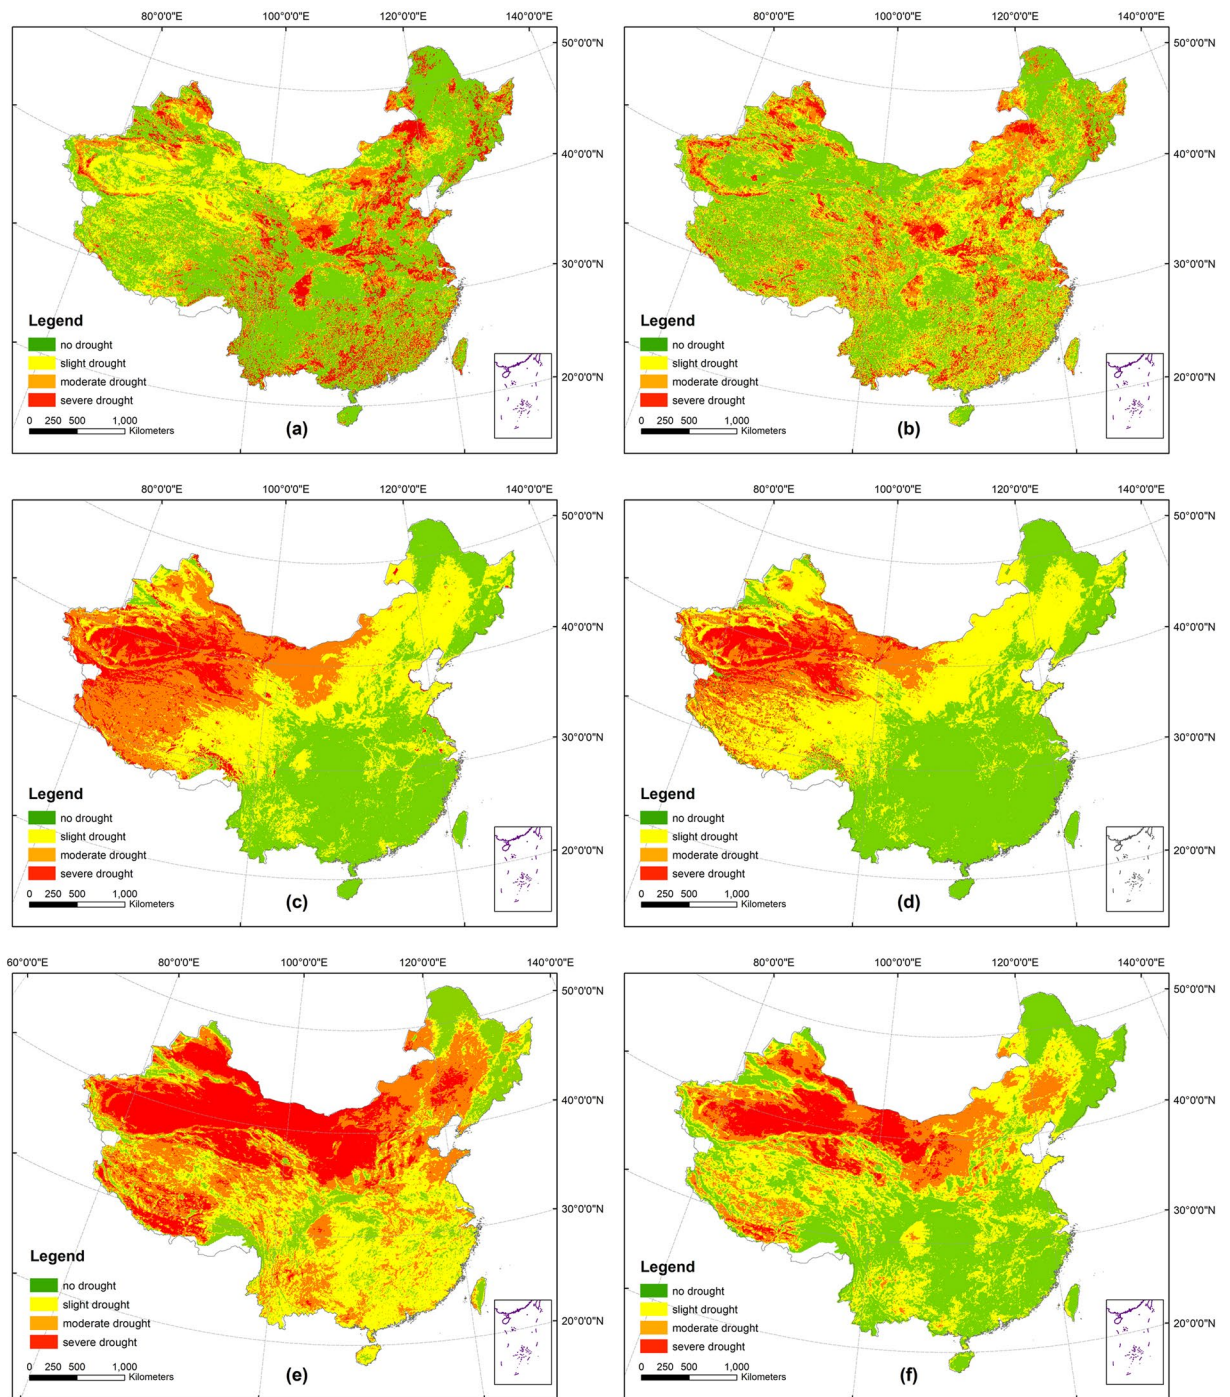 80°0'0"E 100°0'0"E 120°0'0"E 140°0'0"E
50°0'0"N
40°0'0"N
30°0'0"N
20°0'0"N
Legend
no drought
slight drought
moderate drought
severe drought
0 250 500 1,000
Kilometers
(a)
80°0'0"E 100°0'0"E 120°0'0"E 140°0'0"E
50°0'0"N
40°0'0"N
30°0'0"N
20°0'0"N
Legend
no drought
slight drought
moderate drought
severe drought
0 250 500 1,000
Kilometers
(b)
80°0'0"E 100°0'0"E 120°0'0"E 140°0'0"E
50°0'0"N
40°0'0"N
30°0'0"N
20°0'0"N
Legend
no drought
slight drought
moderate drought
severe drought
0 250 500 1,000
Kilometers
(c)
80°0'0"E 100°0'0"E 120°0'0"E 140°0'0"E
50°0'0"N
40°0'0"N
30°0'0"N
20°0'0"N
Legend
no drought
slight drought
moderate drought
severe drought
0 250 500 1,000
Kilometers
(d)
60°0'0"E 80°0'0"E 100°0'0"E 120°0'0"E 140°0'0"E
50°0'0"N
40°0'0"N
30°0'0"N
20°0'0"N
Legend
no drought
slight drought
moderate drought
severe drought
0 250 500 1,000
Kilometers
(e)
80°0'0"E 100°0'0"E 120°0'0"E 140°0'0"E
50°0'0"N
40°0'0"N
30°0'0"N
20°0'0"N
Legend
no drought
slight drought
moderate drought
severe drought
0 250 500 1,000
Kilometers
(f)